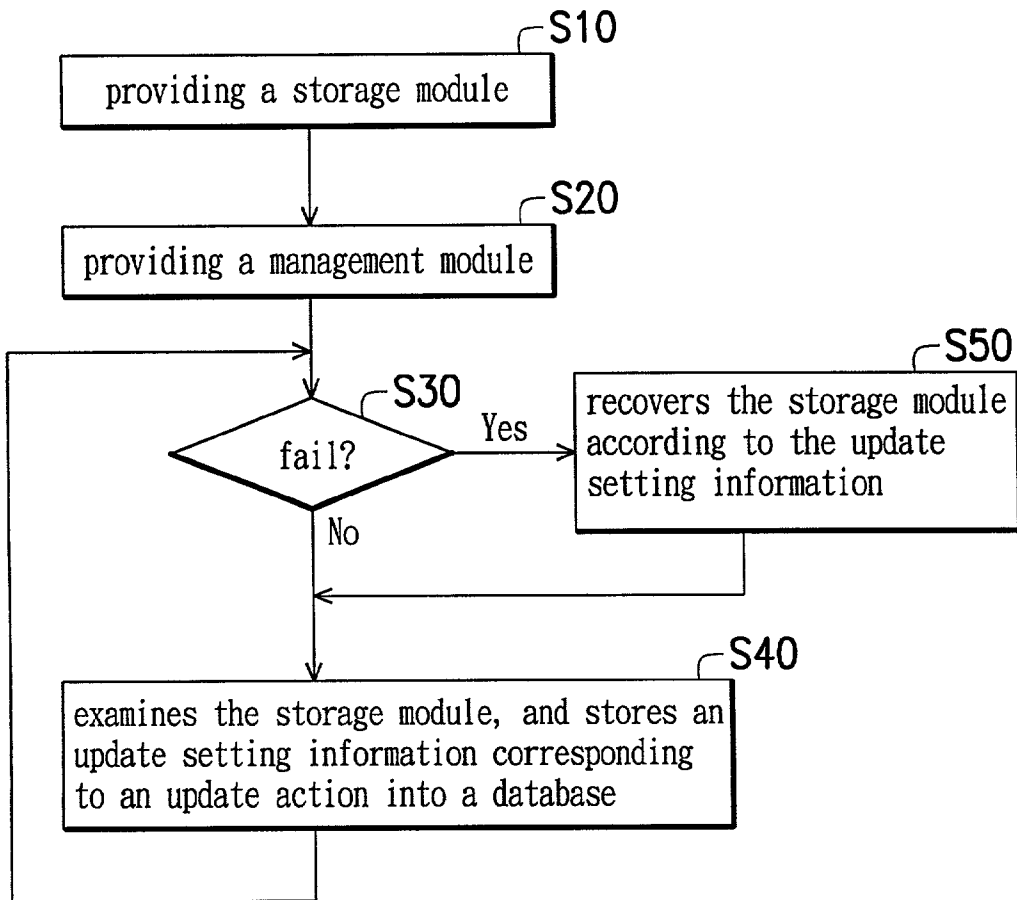 S10
providing a storage module
S20
providing a management module
S30
fail?
Yes
No
S50
recovers the storage module
according to the update
setting information
S40
examines the storage module, and stores an
update setting information corresponding
to an update action into a database